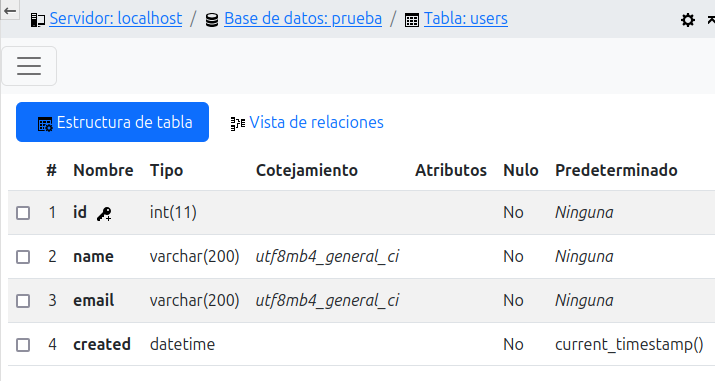 Servidor: localhost / Base de datos: prueba / Tabla: users
Estructura de tabla Vista de relaciones
# Nombre Tipo Cotejamiento Atributos Nulo Predeterminado
1 id int(11) No Ninguna
2 name varchar(200) utf8mb4_general_ci No Ninguna
3 email varchar(200) utf8mb4_general_ci No Ninguna
4 created datetime No current_timestamp()